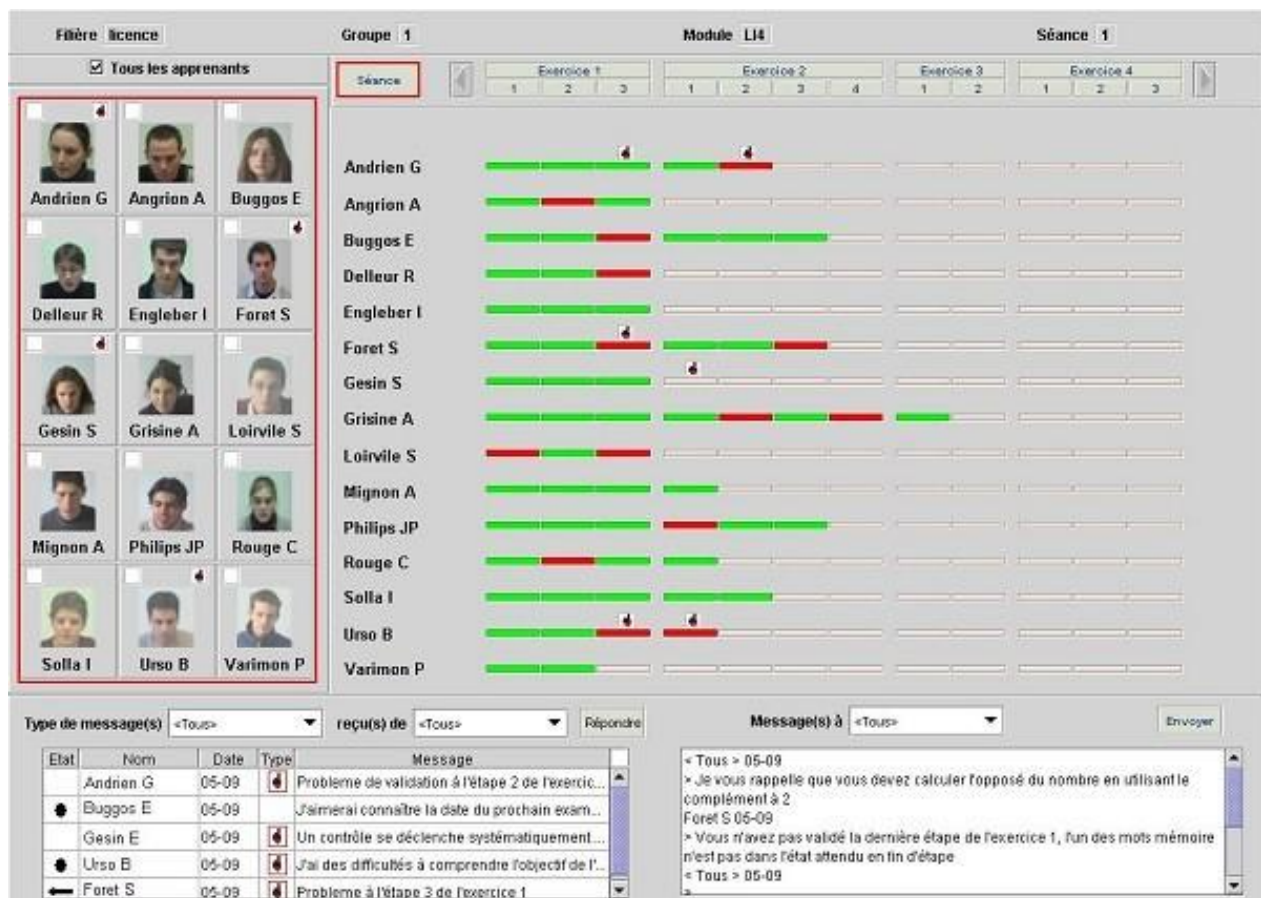 Filière licence Groupe 1 Module LI4 Séance 1
Tous les apprenants
Séance Exercice 1 Exercice 2 Exercice 3 Exercice 4
1 2 3 1 2 3 4 1 2 1 2 3
Andrien G Angrion A Buggos E
Delleur R Engleber I Foret S
Gesin S Grisine A Loirvile S
Mignon A Philips JP Rouge C
Solla I Urso B Varimon P
Andrien G
Angrion A
Buggos E
Delleur R
Engleber I
Foret S
Gesin S
Grisine A
Loirvile S
Mignon A
Philips JP
Rouge C
Solla I
Urso B
Varimon P
Type de message(s) <Tous> reçu(s) de <Tous> Répondre
Etat Nom Date Type Message
Andrien G 05-09 Probleme de validation à l'étape 2 de l'exercic...
Buggos E 05-09 J'aimerai connaître la date du prochain exam...
Gesin E 05-09 Un contrôle se déclenche systématiquement...
Urso B 05-09 J'ai des difficultés à comprendre l'objectif de l'...
Foret S 05-09 Probleme à l'étape 3 de l'exercice 1
Message(s) à <Tous> Envoyer
< Tous > 05-09
> Je vous rappelle que vous devez calculer l'opposé du nombre en utilisant le
complément à 2
Foret S 05-09
> Vous n'avez pas validé la dernière étape de l'exercice 1, l'un des mots mémoire
n'est pas dans l'état attendu en fin d'étape
< Tous > 05-09
>